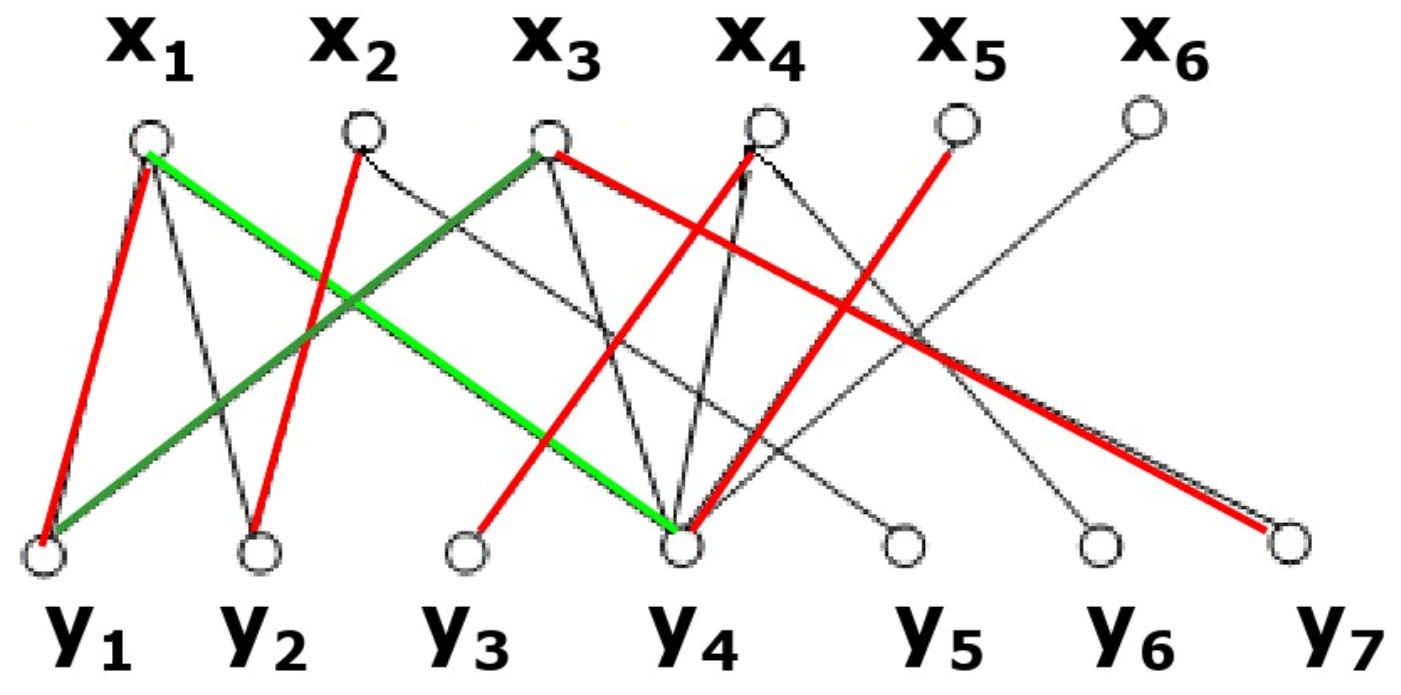 x₁ x₂ x₃ x₄ x₅ x₆
y₁ y₂ y₃ y₄ y₅ y₆ y₇